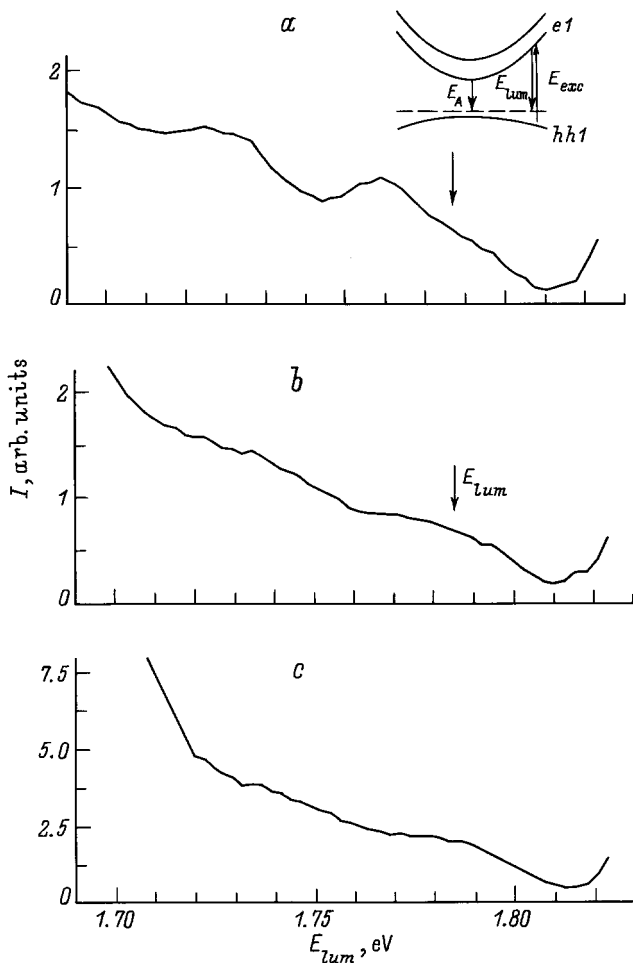 a
e1
E_A
E_lum
E_exc
hh1
2
1
0
b
I, arb. units
2
1
0
E_lum
c
7.5
5.0
2.5
0
1.70
1.75
1.80
E_lum, eV